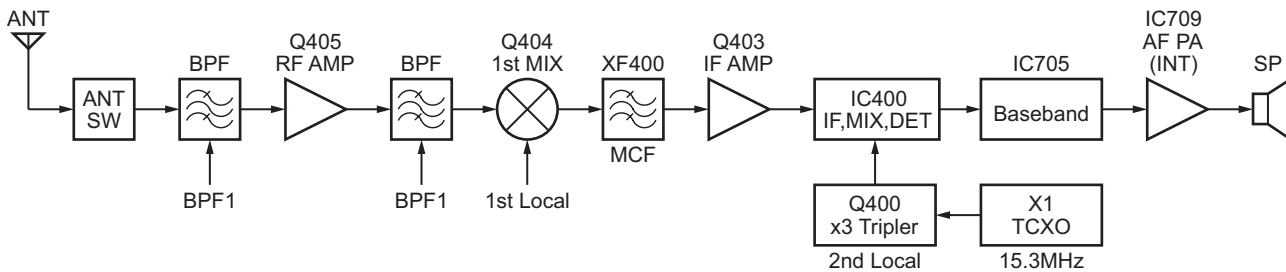 ANT
ANT
SW
BPF
BPF1
Q405
RF AMP
BPF
BPF1
Q404
1st MIX
1st Local
XF400
MCF
Q403
IF AMP
IC400
IF,MIX,DET
Q400
x3 Tripler
2nd Local
X1
TCXO
15.3MHz
IC705
Baseband
IC709
AF PA
(INT)
SP